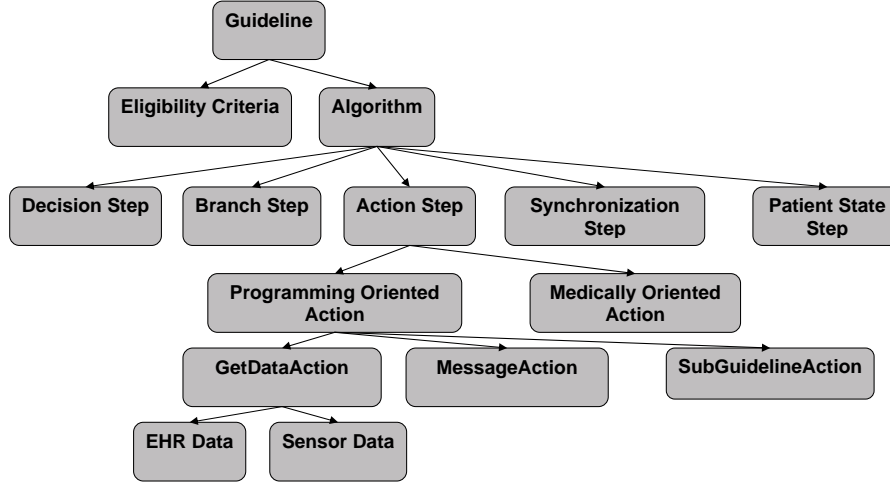 Guideline
Eligibility Criteria
Algorithm
Decision Step
Branch Step
Action Step
Synchronization
Step
Patient State
Step
Programming Oriented
Action
Medically Oriented
Action
GetDataAction
MessageAction
SubGuidelineAction
EHR Data
Sensor Data